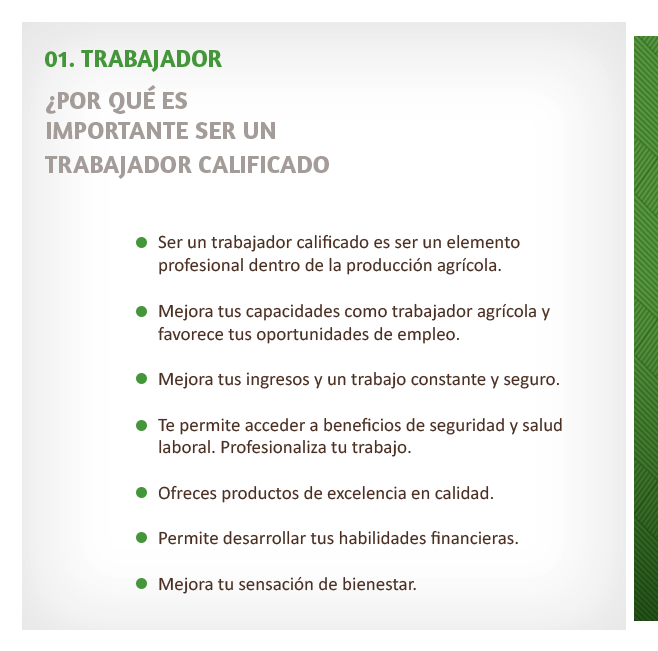 01. TRABAJADOR
¿POR QUÉ ES
IMPORTANTE SER UN
TRABAJADOR CALIFICADO
Ser un trabajador calificado es ser un elemento
profesional dentro de la producción agrícola.
Mejora tus capacidades como trabajador agrícola y
favorece tus oportunidades de empleo.
Mejora tus ingresos y un trabajo constante y seguro.
Te permite acceder a beneficios de seguridad y salud
laboral. Profesionaliza tu trabajo.
Ofreces productos de excelencia en calidad.
Permite desarrollar tus habilidades financieras.
Mejora tu sensación de bienestar.